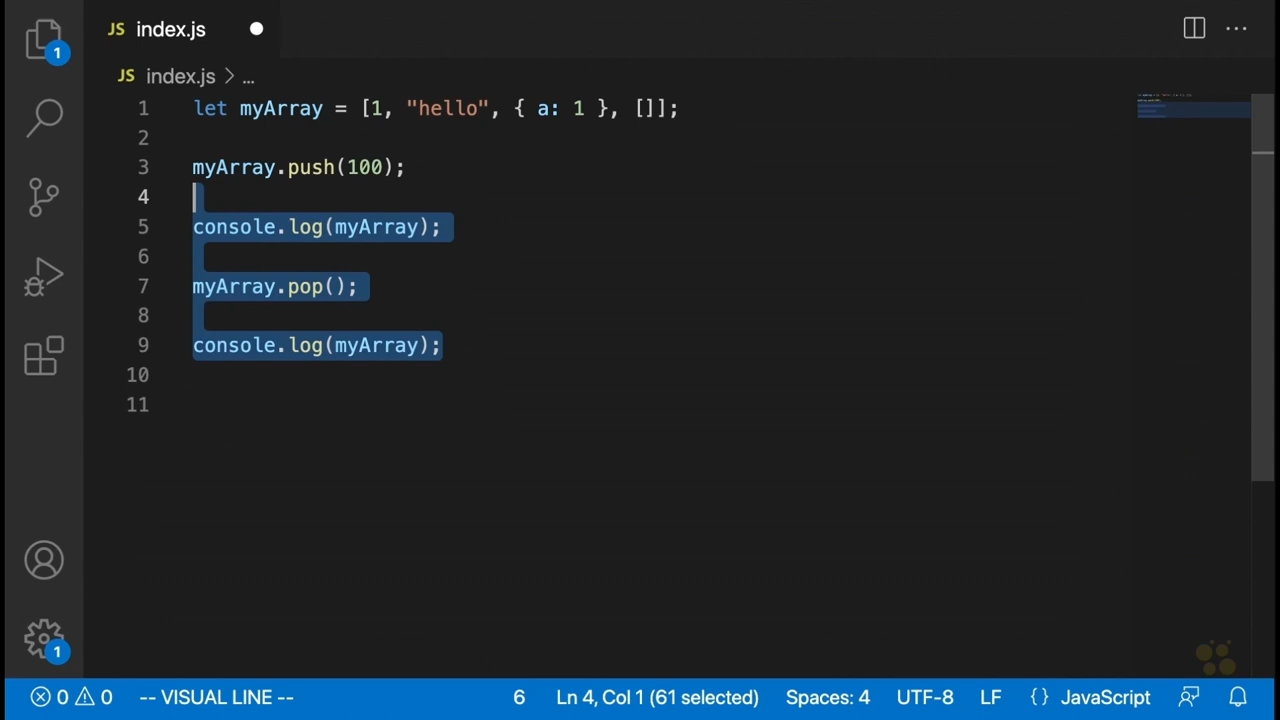 1
JS index.js
JS index.js > ...
1 let myArray = [1, "hello", { a: 1 }, []];
2
3 myArray.push(100);
4
5 console.log(myArray);
6
7 myArray.pop();
8
9 console.log(myArray);
10
11
1
0 0 -- VISUAL LINE -- 6 Ln 4, Col 1 (61 selected) Spaces: 4 UTF-8 LF {} JavaScript